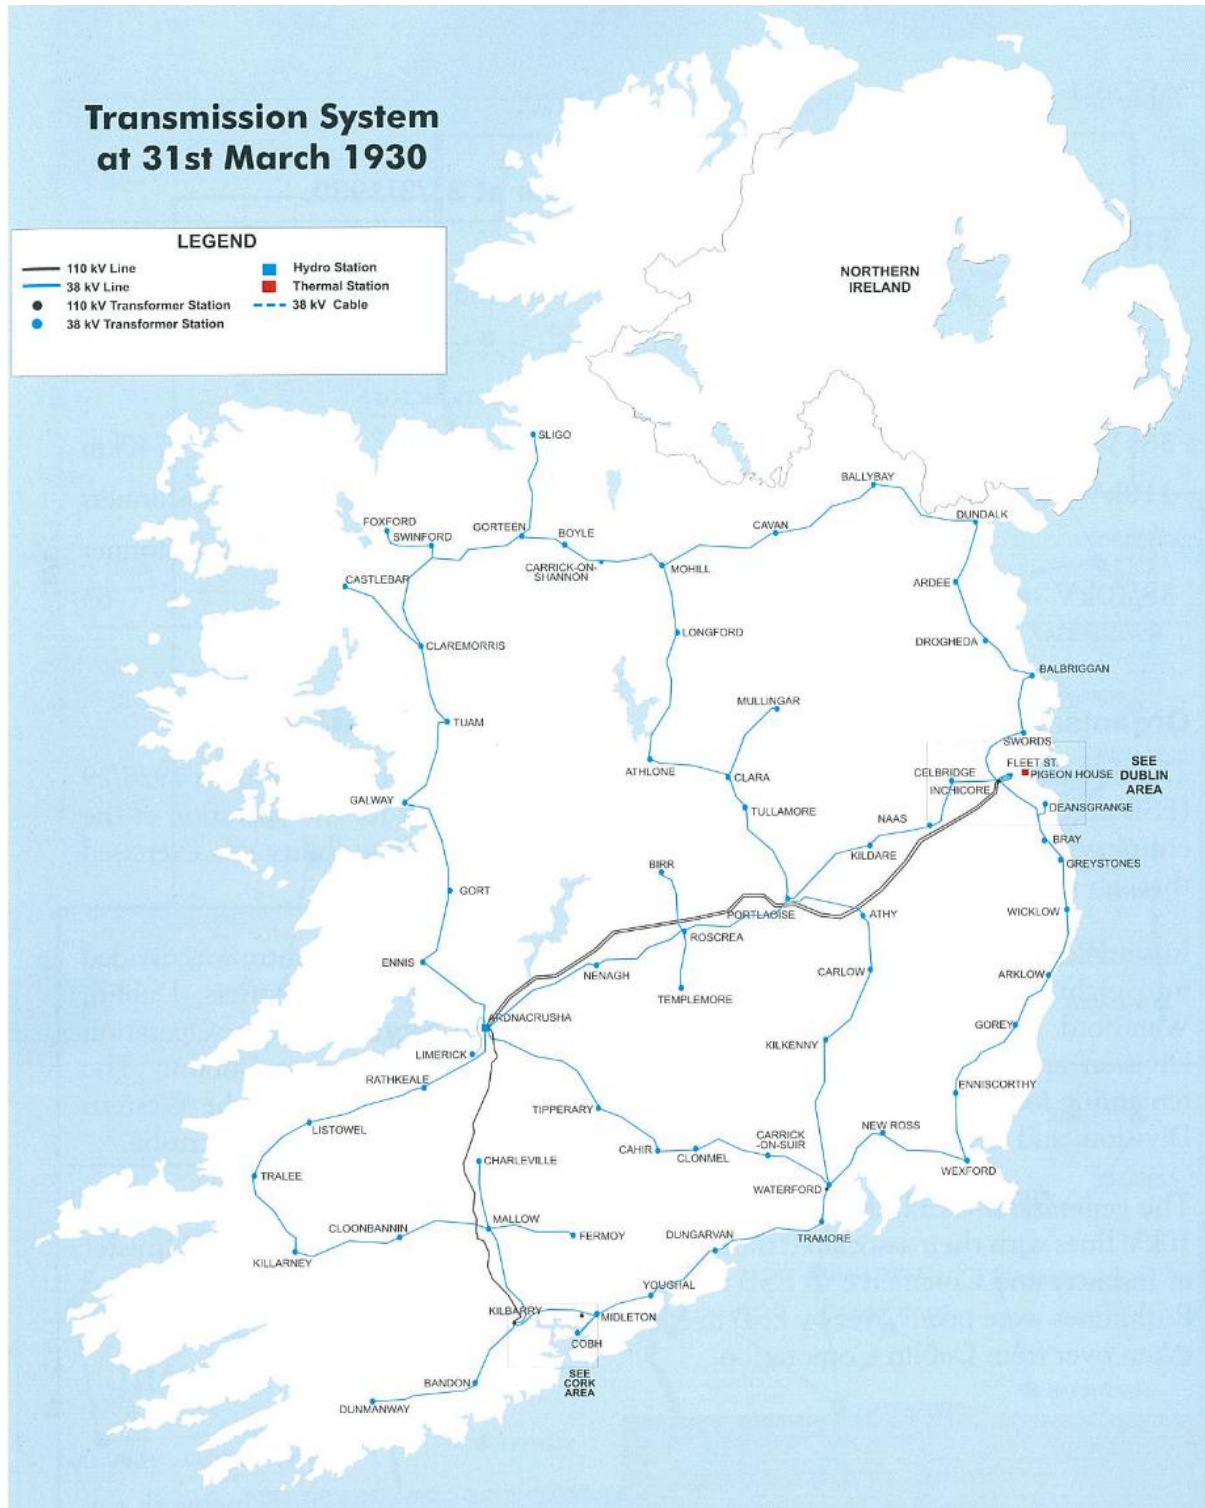 Transmission System
at 31st March 1930
LEGEND
110 kV Line
38 kV Line
110 kV Transformer Station
38 kV Transformer Station
Hydro Station
Thermal Station
38 kV Cable
NORTHERN
IRELAND
SLIGO
BALLYBAY
FOXFORD
SWINFORD
GORTEEN
BOYLE
CAVAN
DUNDALK
CARRICK-ON-
SHANNON
MOHILL
CASTLEBAR
ARDEE
LONGFORD
CLAREMORRIS
DROGHEDA
BALBRIGGAN
MULLINGAR
TUAM
SWORDS
ATHLONE
CLARA
CELBRIDGE
FLEET ST.
PIGEON HOUSE
INCHICORE
SEE
DUBLIN
AREA
GALWAY
TULLAMORE
DEANSGRANGE
NAAS
BRAY
KILDARE
GREYSTONES
BIRR
GORT
PORTLAOISE
ATHY
WICKLOW
ROSCREA
ENNIS
NENAGH
CARLOW
ARKLOW
TEMPLEMORE
ARDNACRUSHA
GOREY
LIMERICK
KILKENNY
RATHKEALE
ENNISCORTHY
TIPPERARY
LISTOWEL
CARRICK
-ON-SUIR
NEW ROSS
CAHIR
CLONMEL
CHARLEVILLE
WEXFORD
TRALEE
WATERFORD
MALLOW
CLOONBANNIN
FERMOY
DUNGARVAN
TRAMORE
KILLARNEY
YOUGHAL
KILBARRY
MIDLETON
COBH
SEE
CORK
AREA
BANDON
DUNMANWAY